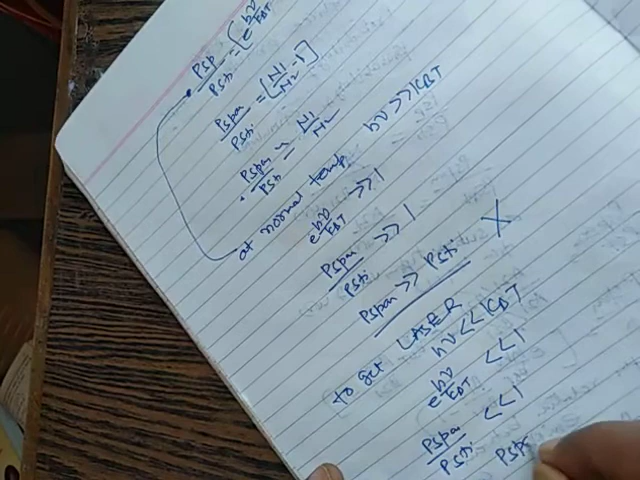 Psp/Psti = [e^(hν/KBT)
Pspon/Psti = [N1/N2 - 1]
Pspon/Psti ≃ N1/N2
at normal temp hν >> KBT
e^(hν/KBT) >> 1
Pspon/Psti >> 1
Pspon >> Psti X
to get LASER
hν << KBT
e^(hν/KBT) << 1
Pspon/Psti << 1
Pspo